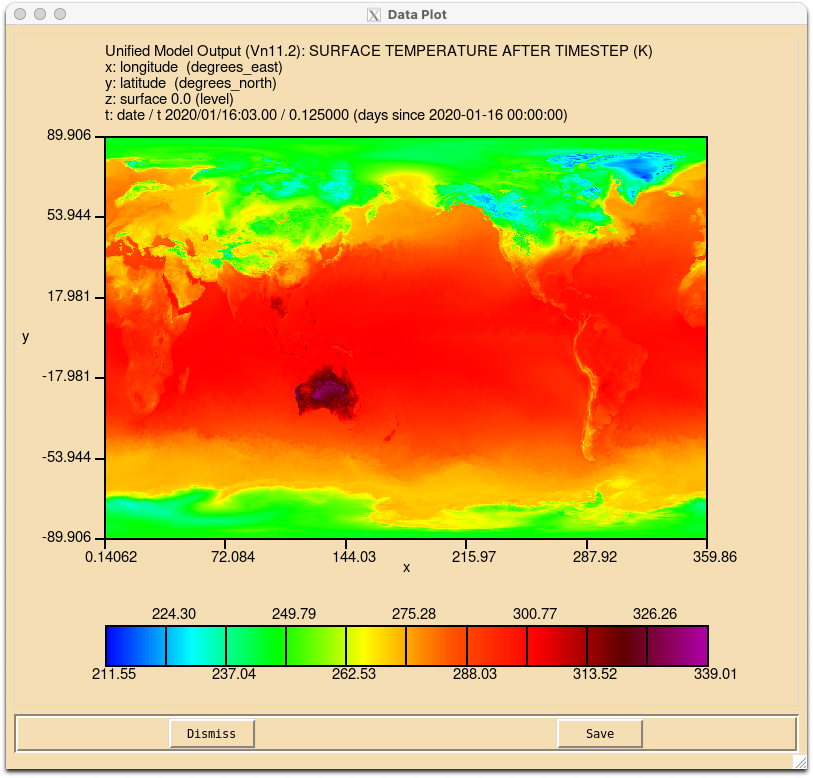 Data Plot
Unified Model Output (Vn11.2): SURFACE TEMPERATURE AFTER TIMESTEP (K)
x: longitude  (degrees_east)
y: latitude  (degrees_north)
z: surface 0.0 (level)
t: date / t 2020/01/16:03.00 / 0.125000 (days since 2020-01-16 00:00:00)
89.906
53.944
17.981
y
-17.981
-53.944
-89.906
0.14062 72.084 144.03 215.97 287.92 359.86
x
224.30 249.79 275.28 300.77 326.26
211.55 237.04 262.53 288.03 313.52 339.01
Dismiss Save